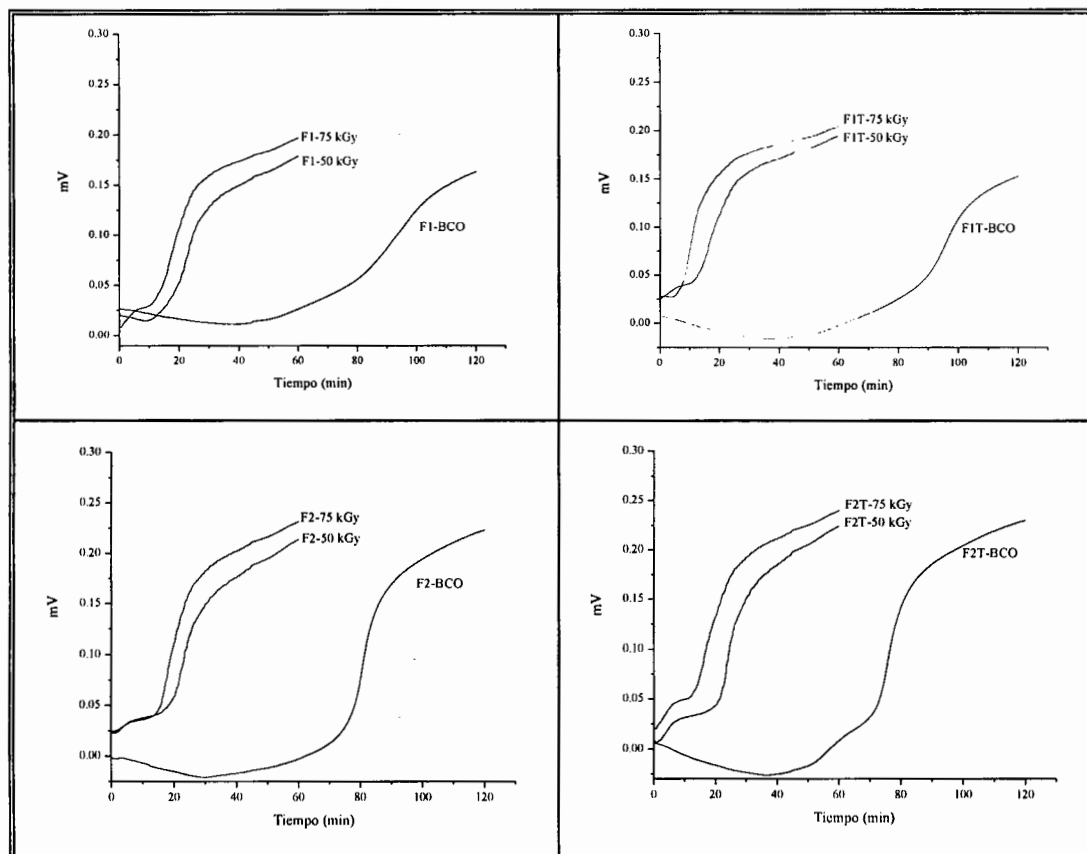 0.30
0.25
0.20
0.15
0.10
0.05
0.00
mV
F1-75 kGy
F1-50 kGy
F1-BCO
0 20 40 60 80 100 120
Tiempo (min)
0.30
0.25
0.20
0.15
0.10
0.05
0.00
mV
F1T-75 kGy
F1T-50 kGy
F1T-BCO
0 20 40 60 80 100 120
Tiempo (min)
0.30
0.25
0.20
0.15
0.10
0.05
0.00
mV
F2-75 kGy
F2-50 kGy
F2-BCO
0 20 40 60 80 100 120
Tiempo (min)
0.30
0.25
0.20
0.15
0.10
0.05
0.00
mV
F2T-75 kGy
F2T-50 kGy
F2T-BCO
0 20 40 60 80 100 120
Tiempo (min)